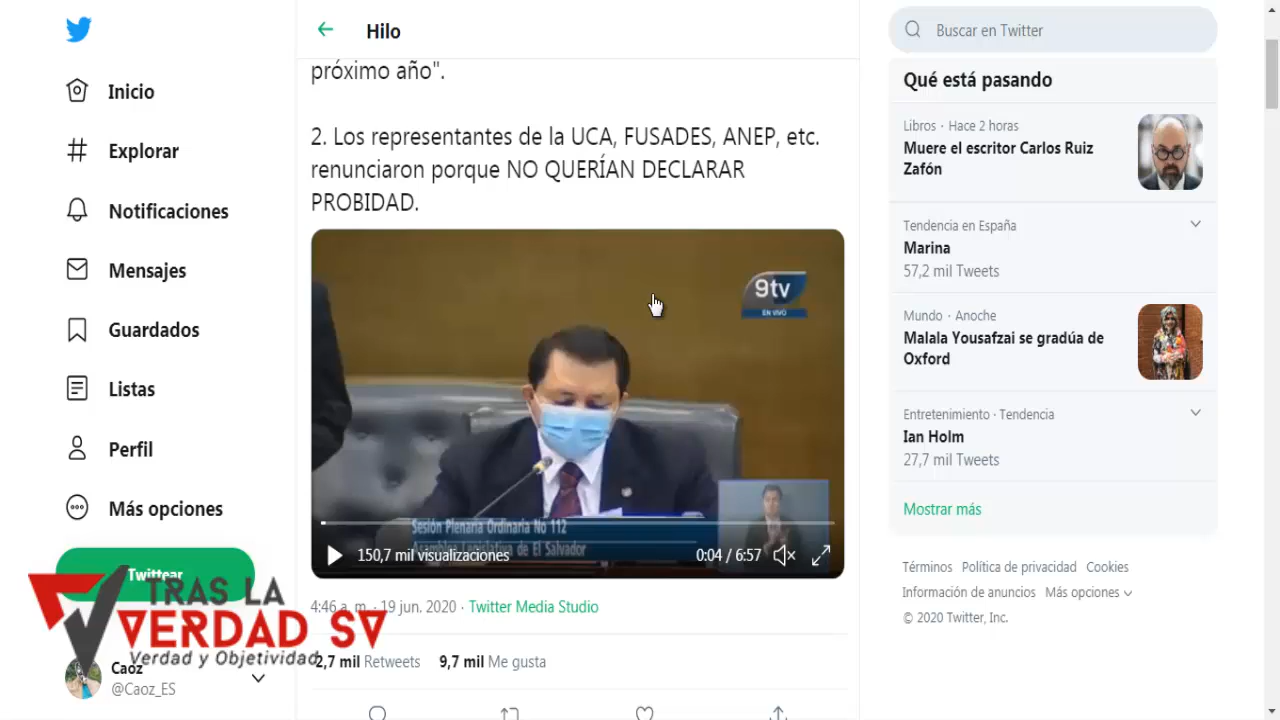 Inicio
Explorar
Notificaciones
Mensajes
Guardados
Listas
Perfil
Más opciones
Twittear
TRAS LA
VERDAD SV
Verdad y Objetividad
Caoz
@Caoz_ES
Hilo
próximo año".
2. Los representantes de la UCA, FUSADES, ANEP, etc.
renunciaron porque NO QUERÍAN DECLARAR
PROBIDAD.
9tv
EN VIVO
Sesión Plenaria Ordinaria No 112
Asamblea Legislativa de El Salvador
150,7 mil visualizaciones
0:04 / 6:57
4:46 a. m. · 19 jun. 2020 · Twitter Media Studio
2,7 mil Retweets 9,7 mil Me gusta
Buscar en Twitter
Qué está pasando
Libros · Hace 2 horas
Muere el escritor Carlos Ruiz
Zafón
Tendencia en España
Marina
57,2 mil Tweets
Mundo · Anoche
Malala Yousafzai se gradúa de
Oxford
Entretenimiento · Tendencia
Ian Holm
27,7 mil Tweets
Mostrar más
Términos Política de privacidad Cookies
Información de anuncios Más opciones
© 2020 Twitter, Inc.